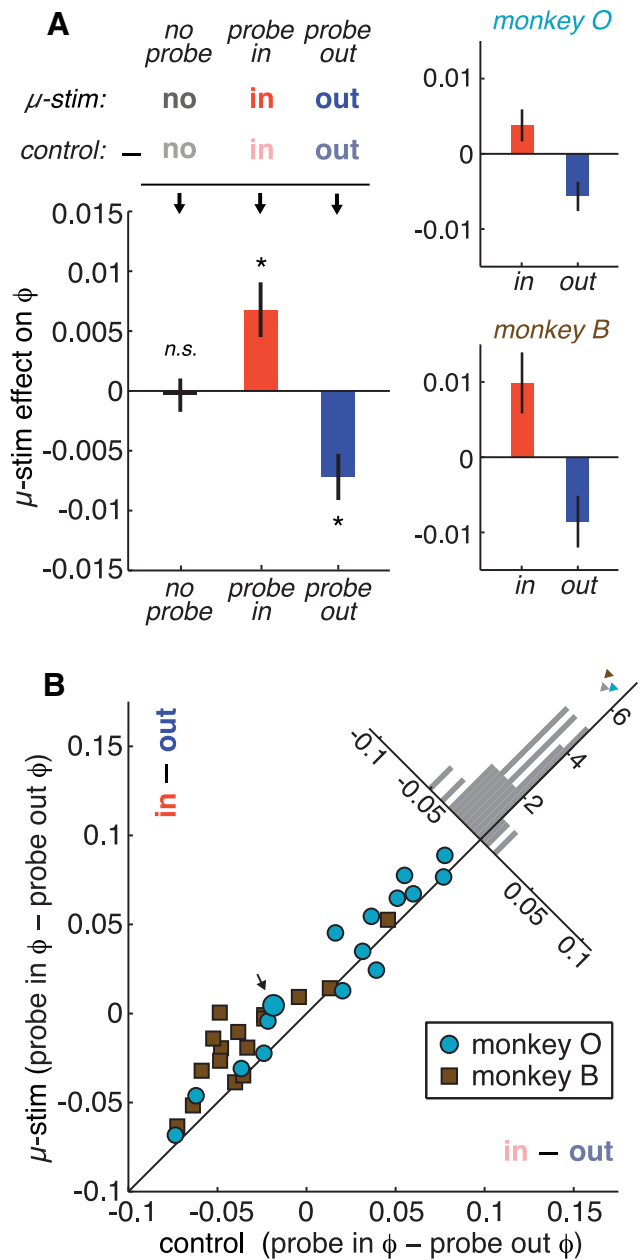 A
no probe
probe in
probe out
μ-stim: no in out
control: – no in out
0.015
0.01
0.005
0
-0.005
-0.01
-0.015
μ-stim effect on ϕ
n.s.
*
*
no probe
probe in
probe out
monkey O
0.01
0
-0.01
in out
monkey B
0.01
0
-0.01
in out
B
in – out
0.15
0.1
0.05
0
-0.05
-0.1
μ-stim (probe in ϕ – probe out ϕ)
-0.1
-0.05
0.05
0.1
2
4
6
monkey O
monkey B
in – out
-0.1 -0.05 0 0.05 0.1 0.15
control (probe in ϕ – probe out ϕ)